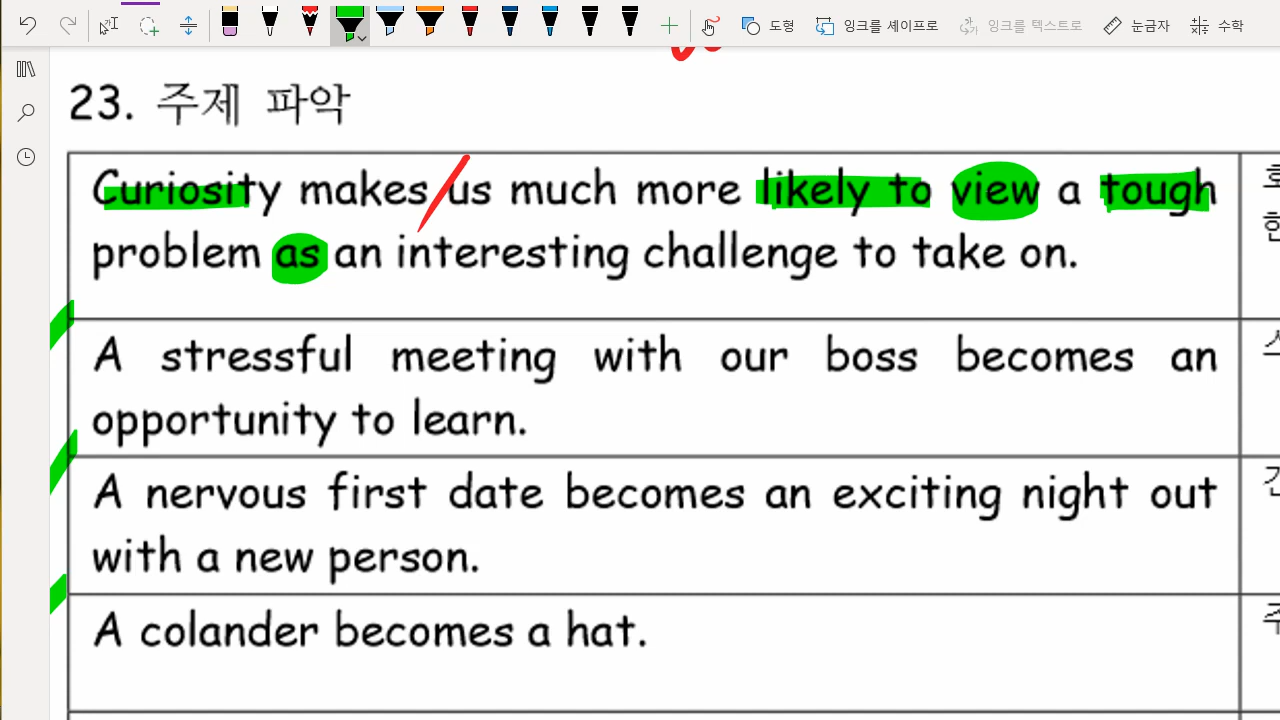 도형 잉크를 셰이프로 잉크를 텍스트로 눈금자 수학
23. 주제 파악
Curiosity makes us much more likely to view a tough
problem as an interesting challenge to take on.
A stressful meeting with our boss becomes an
opportunity to learn.
A nervous first date becomes an exciting night out
with a new person.
A colander becomes a hat.